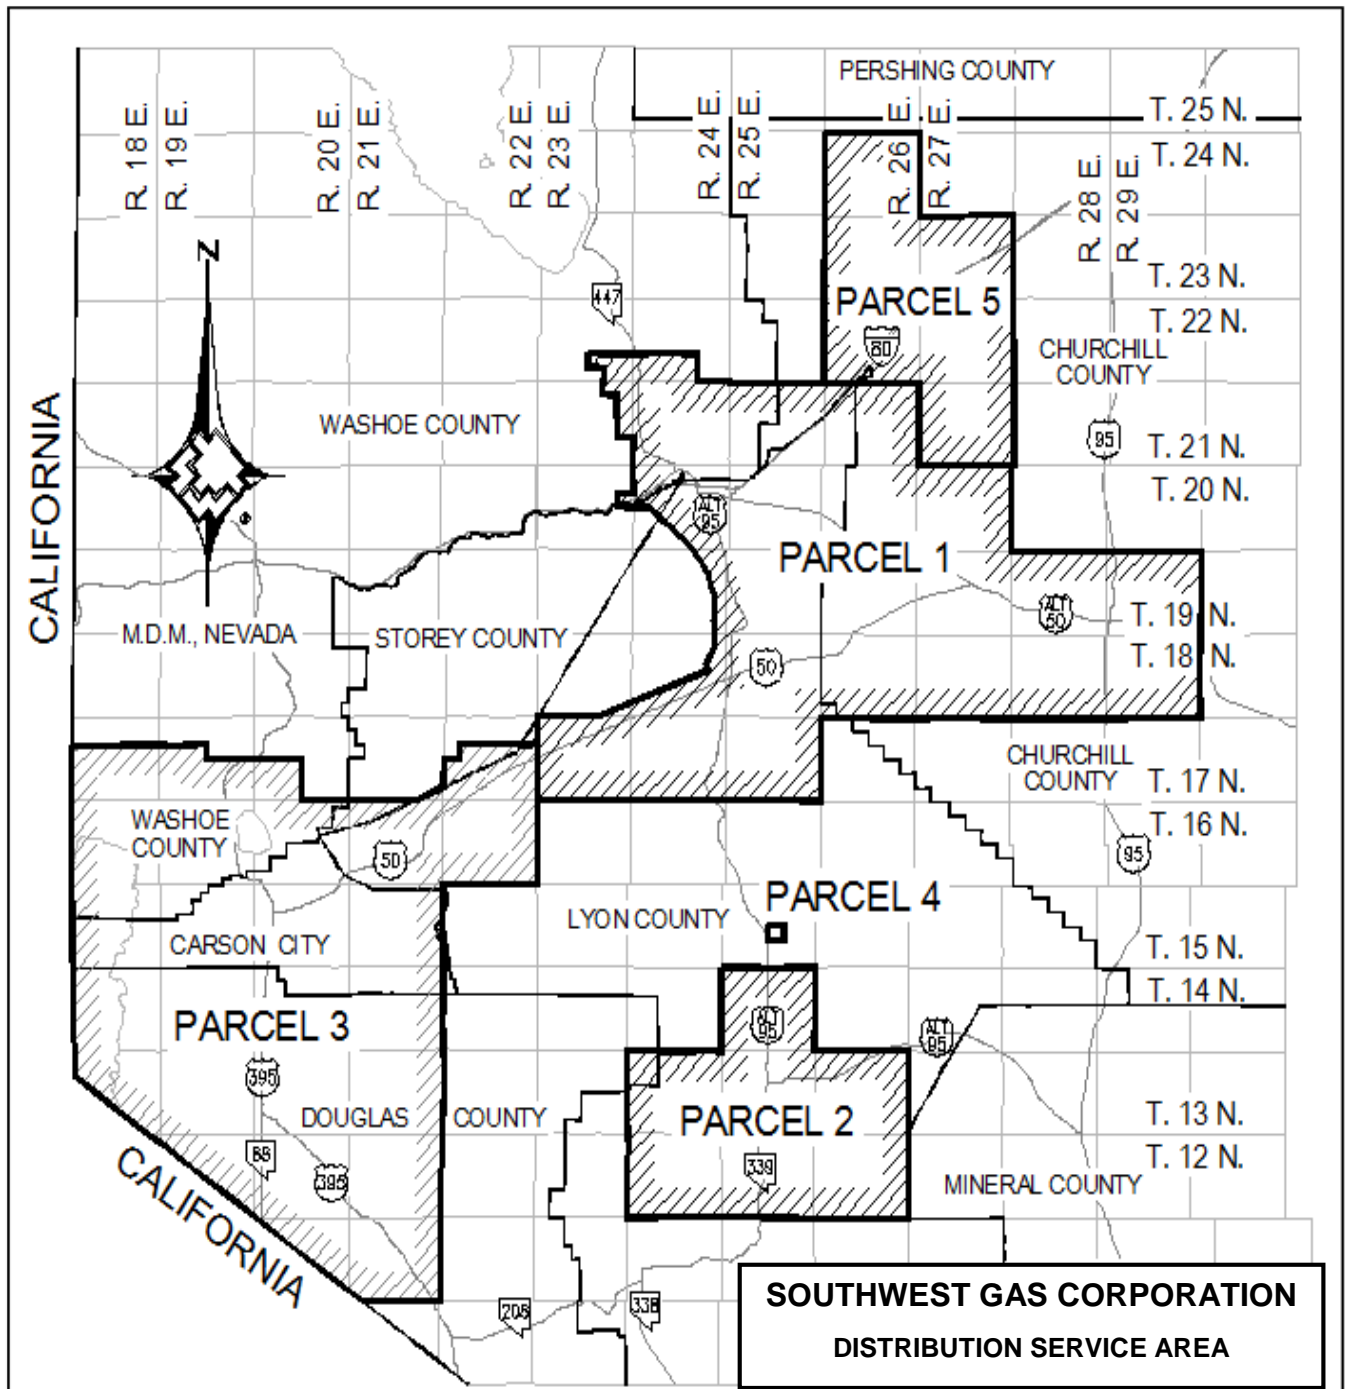 PERSHING COUNTY
R. 18 E.
R. 19 E.
R. 20 E.
R. 21 E.
R. 22 E.
R. 23 E.
R. 24 E.
R. 25 E.
R. 26 E.
R. 27 E.
R. 28 E.
R. 29 E.
T. 25 N.
T. 24 N.
N
T. 23 N.
T. 22 N.
447
PARCEL 5
80
CHURCHILL
COUNTY
WASHOE COUNTY
CALIFORNIA
95
T. 21 N.
T. 20 N.
ALT
95
PARCEL 1
M.D.M., NEVADA
STOREY COUNTY
ALT
50
T. 19 N.
T. 18 N.
50
CHURCHILL
COUNTY
T. 17 N.
T. 16 N.
WASHOE
COUNTY
50
95
PARCEL 4
LYON COUNTY
CARSON CITY
T. 15 N.
T. 14 N.
PARCEL 3
ALT
95
ALT
95
395
DOUGLAS COUNTY
PARCEL 2
T. 13 N.
T. 12 N.
88
395
339
MINERAL COUNTY
CALIFORNIA
208
338
SOUTHWEST GAS CORPORATION
DISTRIBUTION SERVICE AREA